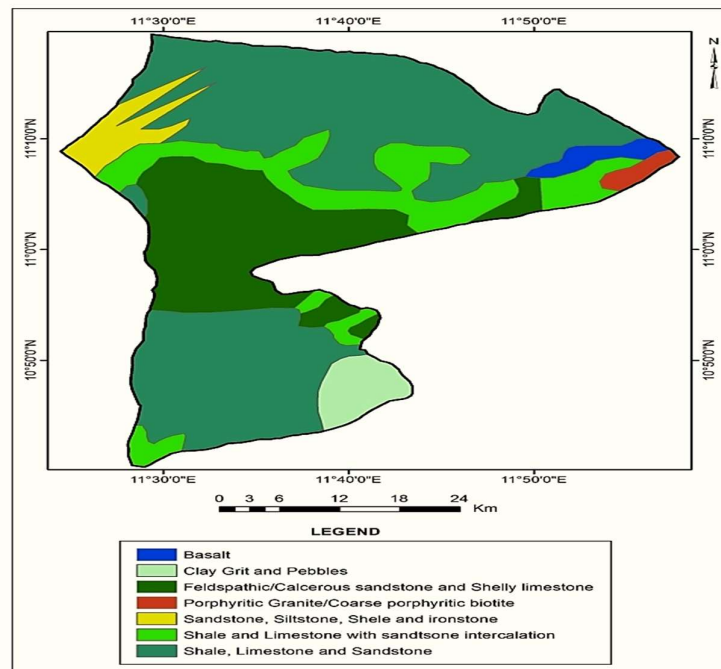 11°30'0"E 11°40'0"E 11°50'0"E
N
11°10'0"N 11°10'0"N
11°0'0"N 11°0'0"N
10°50'0"N 10°50'0"N
11°30'0"E 11°40'0"E 11°50'0"E
0 3 6 12 18 24
Km
LEGEND
Basalt
Clay Grit and Pebbles
Feldspathic/Calcerous sandstone and Shelly limestone
Porphyritic Granite/Coarse porphyritic biotite
Sandstone, Siltstone, Shele and ironstone
Shale and Limestone with sandtsone intercalation
Shale, Limestone and Sandstone